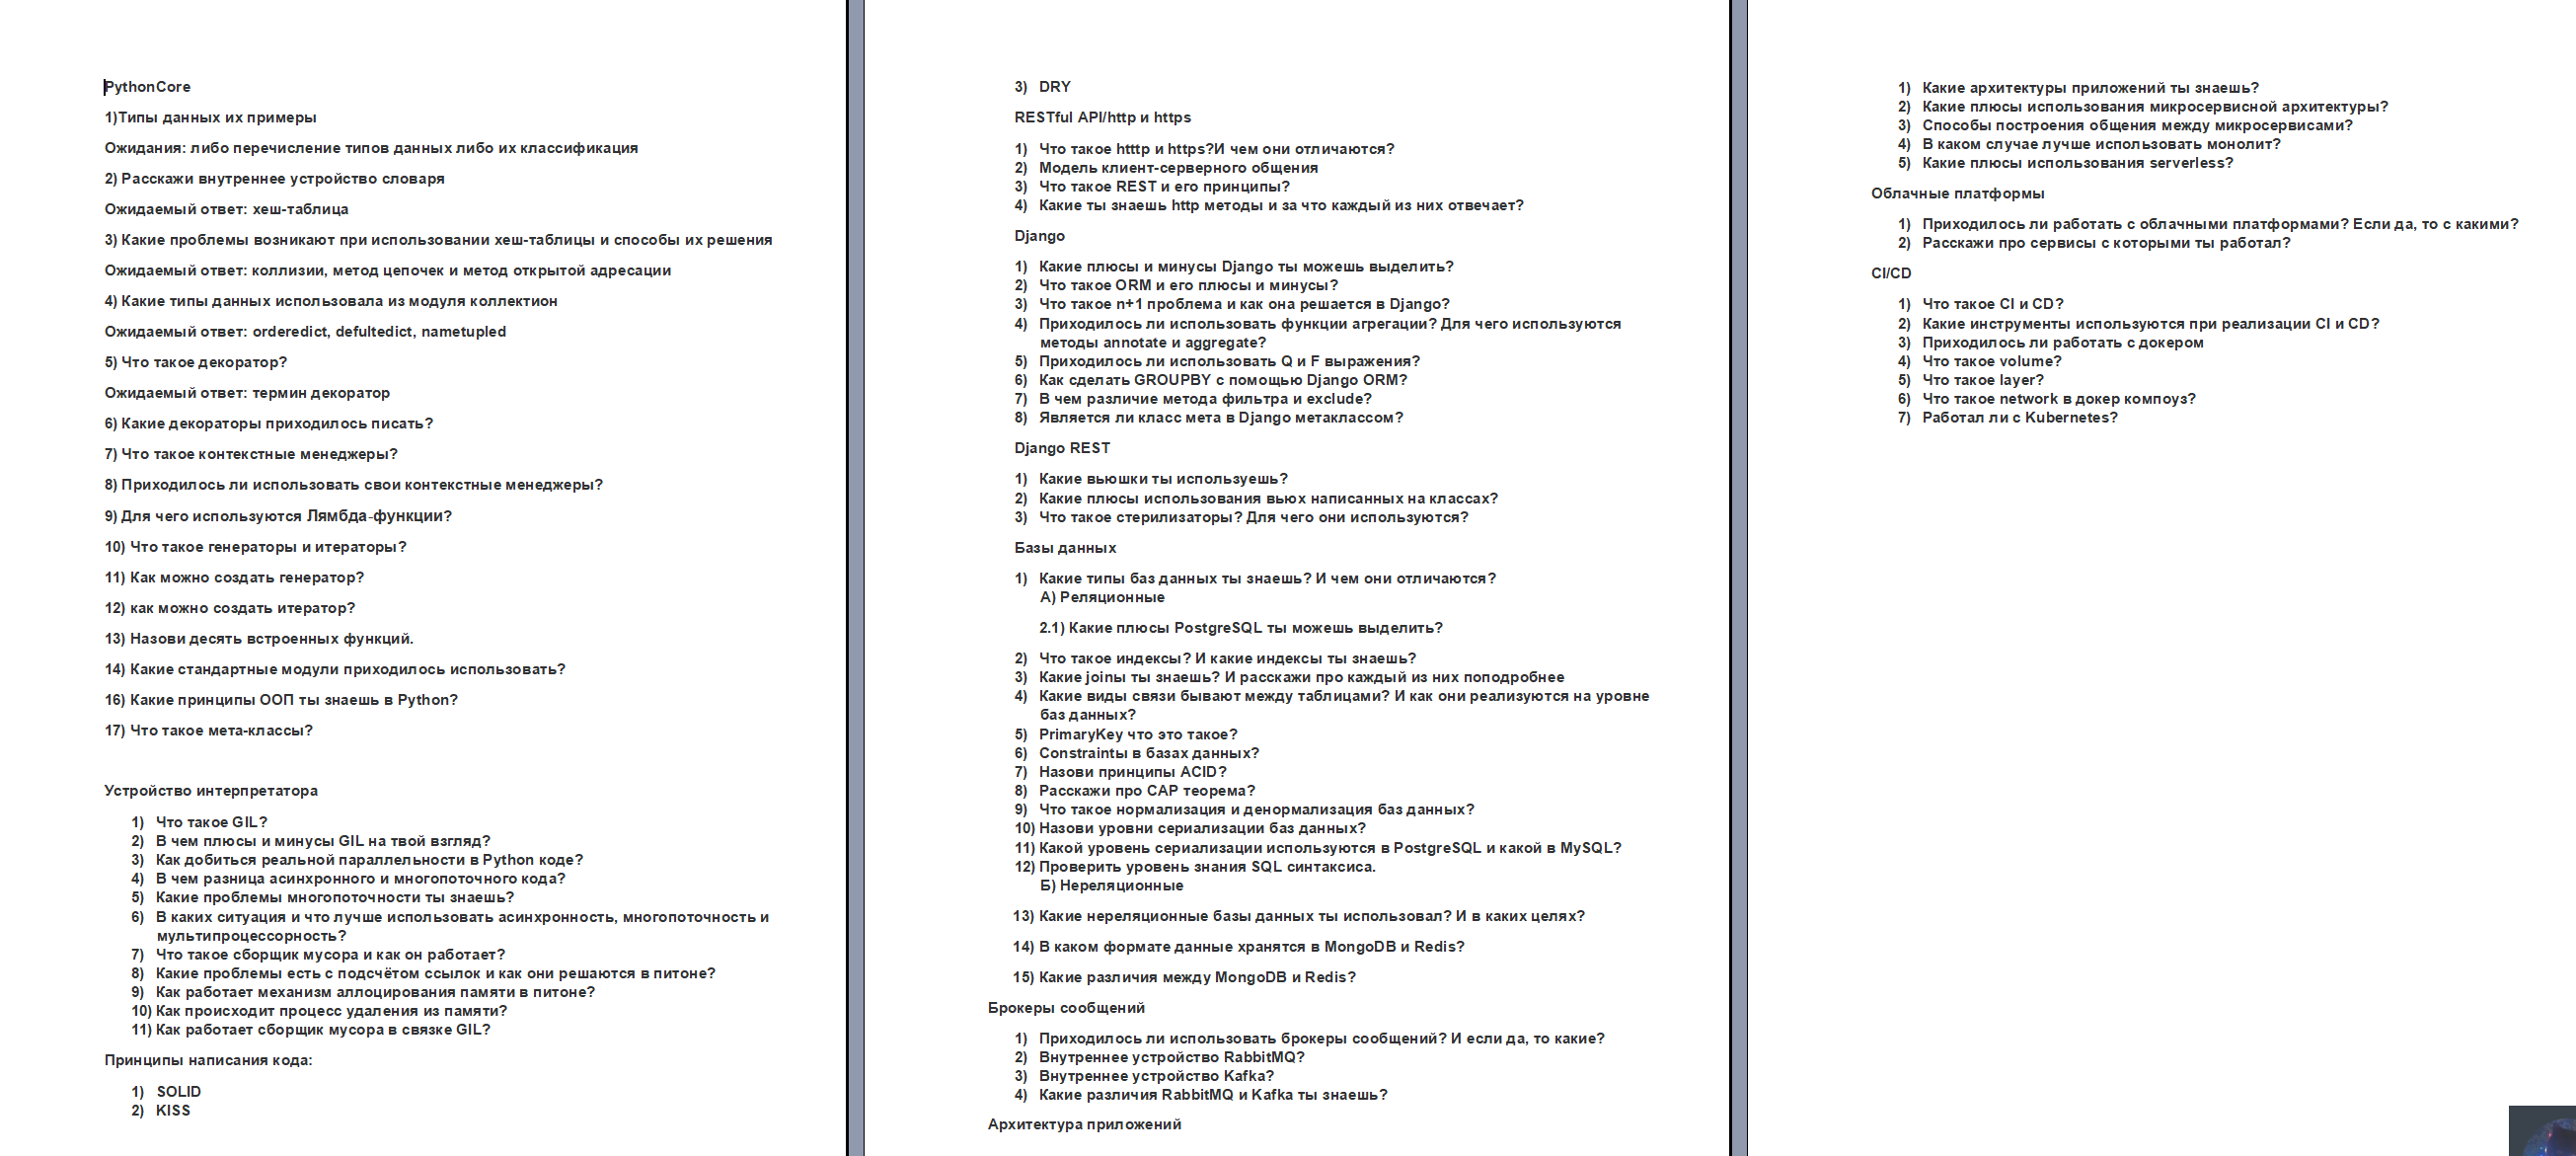 PythonCore
1)Типы данных их примеры
Ожидания: либо перечисление типов данных либо их классификация
2) Расскажи внутреннее устройство словаря
Ожидаемый ответ: хеш-таблица
3) Какие проблемы возникают при использовании хеш-таблицы и способы их решения
Ожидаемый ответ: коллизии, метод цепочек и метод открытой адресации
4) Какие типы данных использовала из модуля коллектион
Ожидаемый ответ: orderedict, defultedict, nametupled
5) Что такое декоратор?
Ожидаемый ответ: термин декоратор
6) Какие декораторы приходилось писать?
7) Что такое контекстные менеджеры?
8) Приходилось ли использовать свои контекстные менеджеры?
9) Для чего используются Лямбда-функции?
10) Что такое генераторы и итераторы?
11) Как можно создать генератор?
12) как можно создать итератор?
13) Назови десять встроенных функций.
14) Какие стандартные модули приходилось использовать?
16) Какие принципы ООП ты знаешь в Python?
17) Что такое мета-классы?
Устройство интерпретатора
1) Что такое GIL?
2) В чем плюсы и минусы GIL на твой взгляд?
3) Как добиться реальной параллельности в Python коде?
4) В чем разница асинхронного и многопоточного кода?
5) Какие проблемы многопоточности ты знаешь?
6) В каких ситуация и что лучше использовать асинхронность, многопоточность и
мультипроцессорность?
7) Что такое сборщик мусора и как он работает?
8) Какие проблемы есть с подсчётом ссылок и как они решаются в питоне?
9) Как работает механизм аллоцирования памяти в питоне?
10) Как происходит процесс удаления из памяти?
11) Как работает сборщик мусора в связке GIL?
Принципы написания кода:
1) SOLID
2) KISS
3) DRY
RESTful API/http и https
1) Что такое htttp и https?И чем они отличаются?
2) Модель клиент-серверного общения
3) Что такое REST и его принципы?
4) Какие ты знаешь http методы и за что каждый из них отвечает?
Django
1) Какие плюсы и минусы Django ты можешь выделить?
2) Что такое ORM и его плюсы и минусы?
3) Что такое n+1 проблема и как она решается в Django?
4) Приходилось ли использовать функции агрегации? Для чего используются
методы annotate и aggregate?
5) Приходилось ли использовать Q и F выражения?
6) Как сделать GROUPBY с помощью Django ORM?
7) В чем различие метода фильтра и exclude?
8) Является ли класс мета в Django метаклассом?
Django REST
1) Какие вьюшки ты используешь?
2) Какие плюсы использования вьюх написанных на классах?
3) Что такое стерилизаторы? Для чего они используются?
Базы данных
1) Какие типы баз данных ты знаешь? И чем они отличаются?
А) Реляционные
2.1) Какие плюсы PostgreSQL ты можешь выделить?
2) Что такое индексы? И какие индексы ты знаешь?
3) Какие joinы ты знаешь? И расскажи про каждый из них поподробнее
4) Какие виды связи бывают между таблицами? И как они реализуются на уровне
баз данных?
5) PrimaryKey что это такое?
6) Constraintы в базах данных?
7) Назови принципы ACID?
8) Расскажи про CAP теорема?
9) Что такое нормализация и денормализация баз данных?
10) Назови уровни сериализации баз данных?
11) Какой уровень сериализации используются в PostgreSQL и какой в MySQL?
12) Проверить уровень знания SQL синтаксиса.
Б) Нереляционные
13) Какие нереляционные базы данных ты использовал? И в каких целях?
14) В каком формате данные хранятся в MongoDB и Redis?
15) Какие различия между MongoDB и Redis?
Брокеры сообщений
1) Приходилось ли использовать брокеры сообщений? И если да, то какие?
2) Внутреннее устройство RabbitMQ?
3) Внутреннее устройство Kafka?
4) Какие различия RabbitMQ и Kafka ты знаешь?
Архитектура приложений
1) Какие архитектуры приложений ты знаешь?
2) Какие плюсы использования микросервисной архитектуры?
3) Способы построения общения между микросервисами?
4) В каком случае лучше использовать монолит?
5) Какие плюсы использования serverless?
Облачные платформы
1) Приходилось ли работать с облачными платформами? Если да, то с какими?
2) Расскажи про сервисы с которыми ты работал?
CI/CD
1) Что такое CI и CD?
2) Какие инструменты используются при реализации CI и CD?
3) Приходилось ли работать с докером
4) Что такое volume?
5) Что такое layer?
6) Что такое network в докер компоуз?
7) Работал ли с Kubernetes?